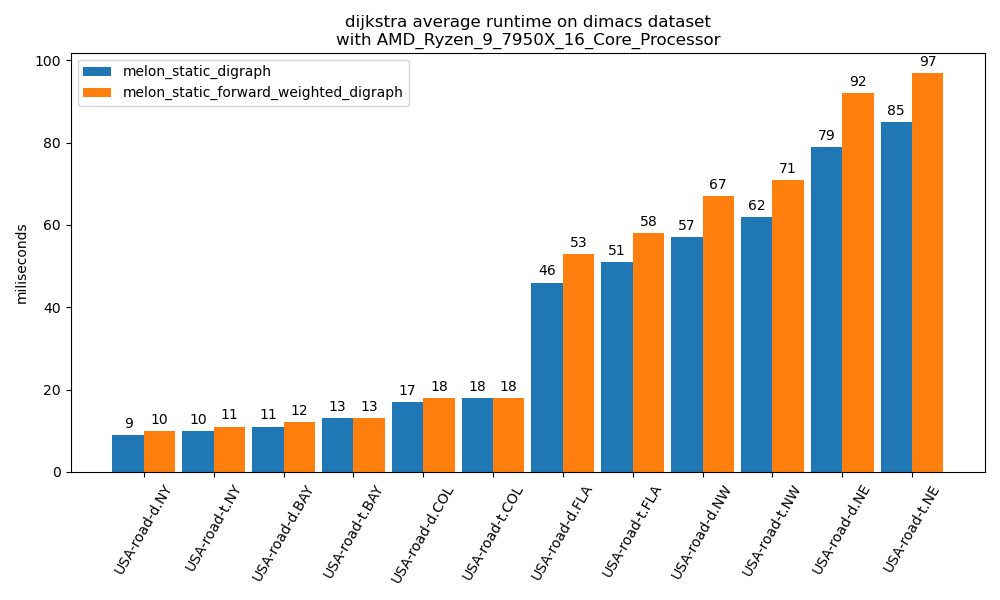 dijkstra average runtime on dimacs dataset
with AMD_Ryzen_9_7950X_16_Core_Processor
melon_static_digraph
melon_static_forward_weighted_digraph
miliseconds
100
80
60
40
20
0
9 10 10 11 11 12 13 13 17 18 18 18 46 53 51 58 57 67 62 71 79 92 85 97
USA-road-d.NY
USA-road-t.NY
USA-road-d.BAY
USA-road-t.BAY
USA-road-d.COL
USA-road-t.COL
USA-road-d.FLA
USA-road-t.FLA
USA-road-d.NW
USA-road-t.NW
USA-road-d.NE
USA-road-t.NE